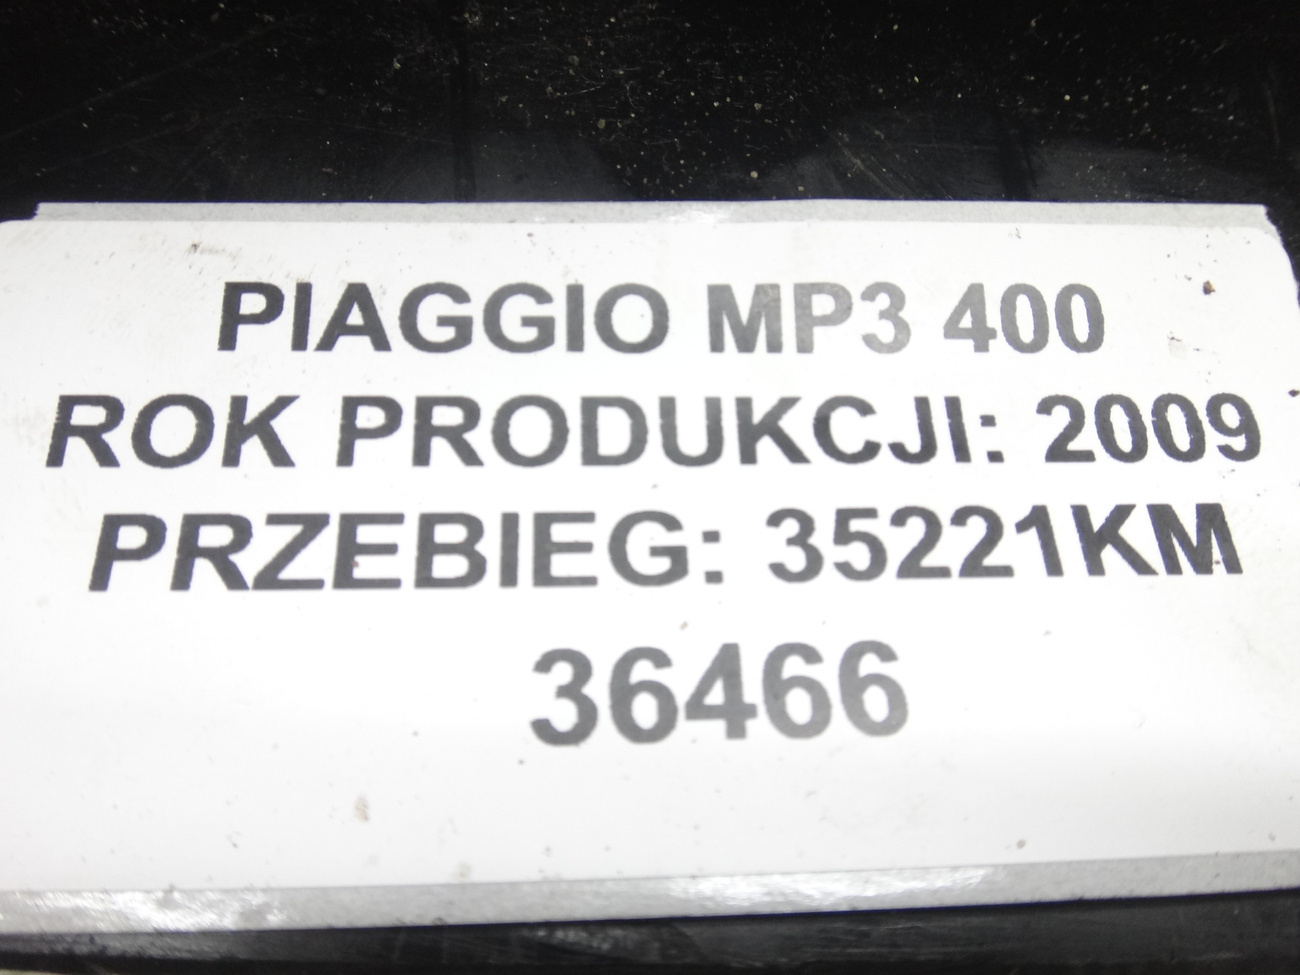 PIAGGIO MP3 400
ROK PRODUKCJI: 2009
PRZEBIEG: 35221KM
36466